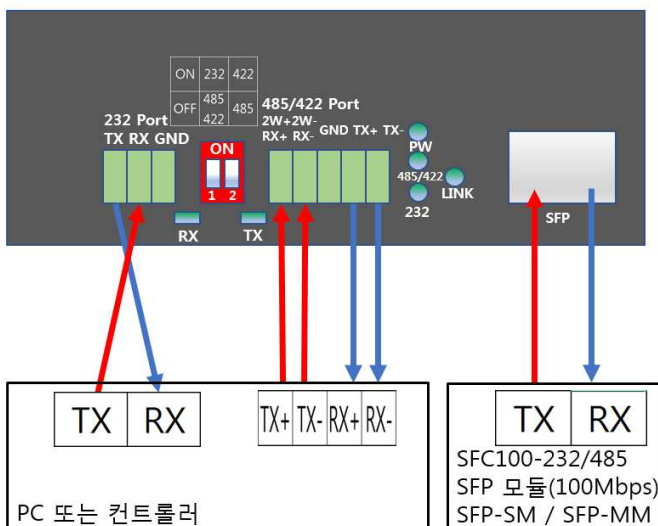 ON 232 422
OFF 485 422 485
232 Port
TX RX GND
485/422 Port
2W+ 2W-
RX+ RX- GND TX+ TX-
ON
1 2
RX
TX
PW
485/422
232
LINK
SFP
TX RX
TX+ TX- RX+ RX-
PC 또는 컨트롤러
TX RX
SFC100-232/485
SFP 모듈(100Mbps)
SFP-SM / SFP-MM